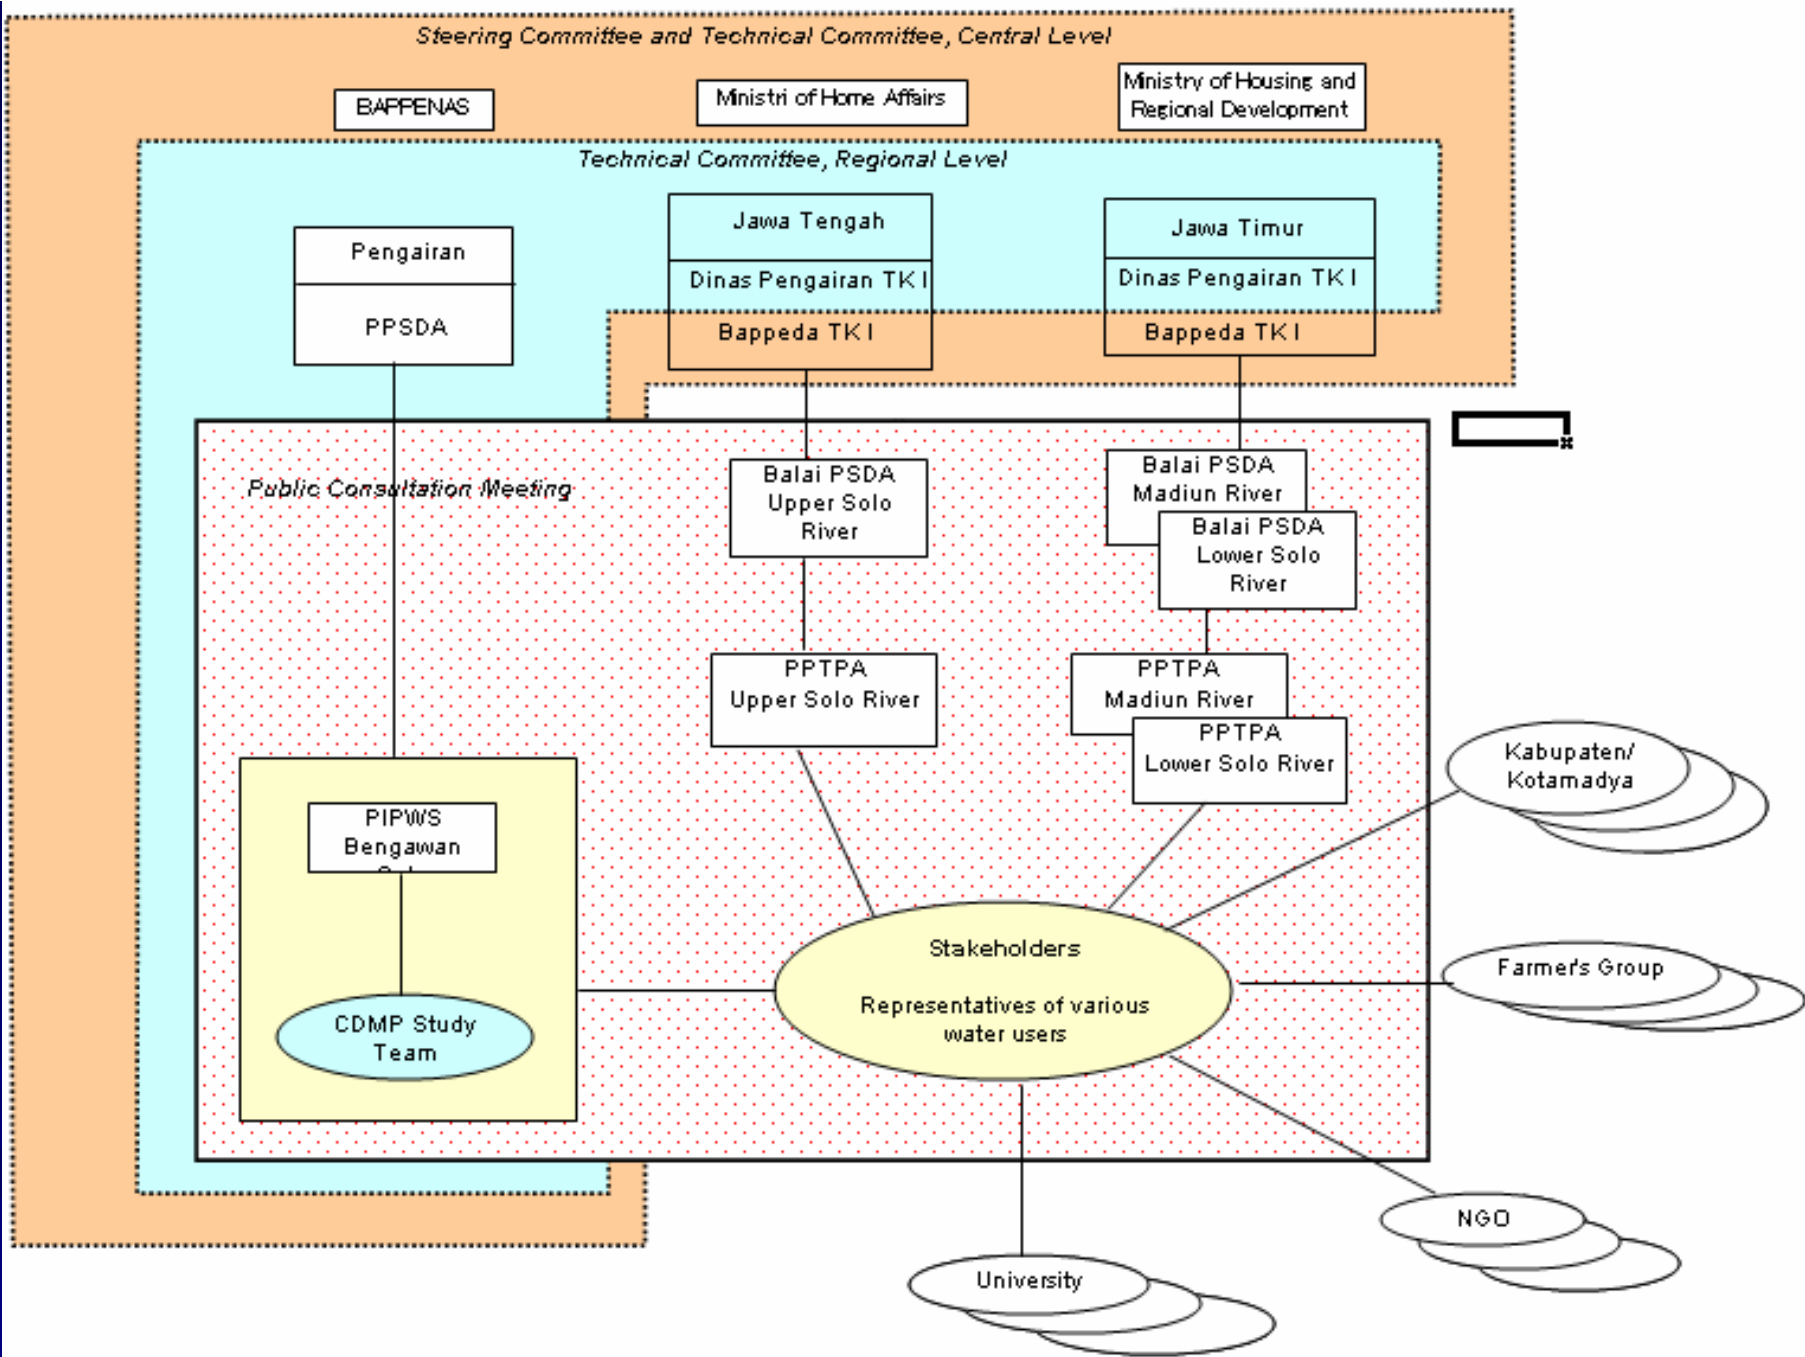 Steering Committee and Technical Committee, Central Level
BAPPENAS
Ministri of Home Affairs
Ministry of Housing and
Regional Development
Technical Committee, Regional Level
Pengairan
PPSDA
Jawa Tengah
Dinas Pengairan TK I
Bappeda TK I
Jawa Timur
Dinas Pengairan TK I
Bappeda TK I
Public Consultation Meeting
Balai PSDA
Upper Solo
River
Balai PSDA
Madiun River
Balai PSDA
Lower Solo
River
PPTPA
Upper Solo River
PPTPA
Madiun River
PPTPA
Lower Solo River
PIPWS
Bengawan
CDMP Study
Team
Stakeholders
Representatives of various
water users
Kabupaten/
Kotamadya
Farmer's Group
NGO
University